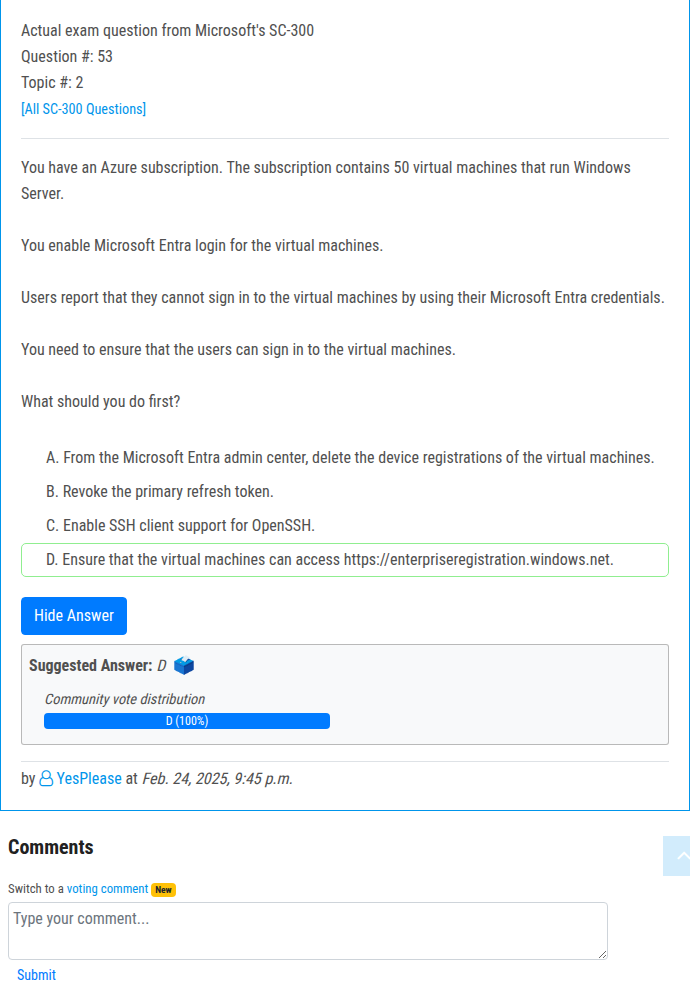 Actual exam question from Microsoft's SC-300
Question #: 53
Topic #: 2
[All SC-300 Questions]
You have an Azure subscription. The subscription contains 50 virtual machines that run Windows
Server.
You enable Microsoft Entra login for the virtual machines.
Users report that they cannot sign in to the virtual machines by using their Microsoft Entra credentials.
You need to ensure that the users can sign in to the virtual machines.
What should you do first?
A. From the Microsoft Entra admin center, delete the device registrations of the virtual machines.
B. Revoke the primary refresh token.
C. Enable SSH client support for OpenSSH.
D. Ensure that the virtual machines can access https://enterpriseregistration.windows.net.
Hide Answer
Suggested Answer: D
Community vote distribution
D (100%)
by YesPlease at Feb. 24, 2025, 9:45 p.m.
Comments
Switch to a voting comment New
Type your comment...
Submit